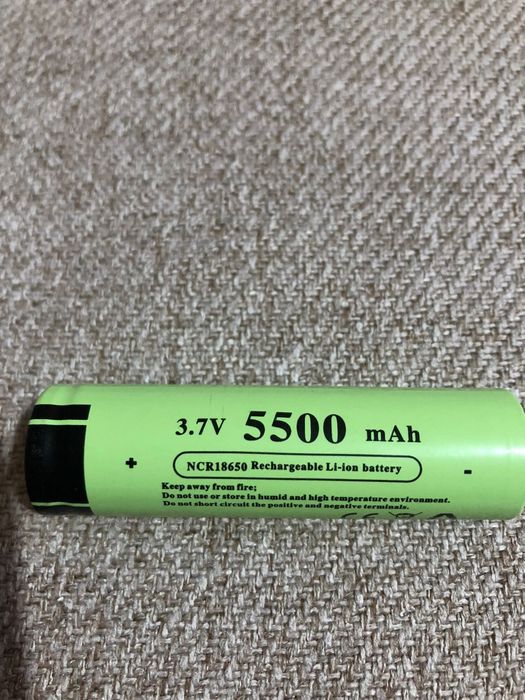 3.7V 5500 mAh
+ NCR18650 Rechargeable Li-ion battery -
Keep away from fire;
Do not use or store in humid and high temperature environment.
Do not short circuit the positive and negative terminals.